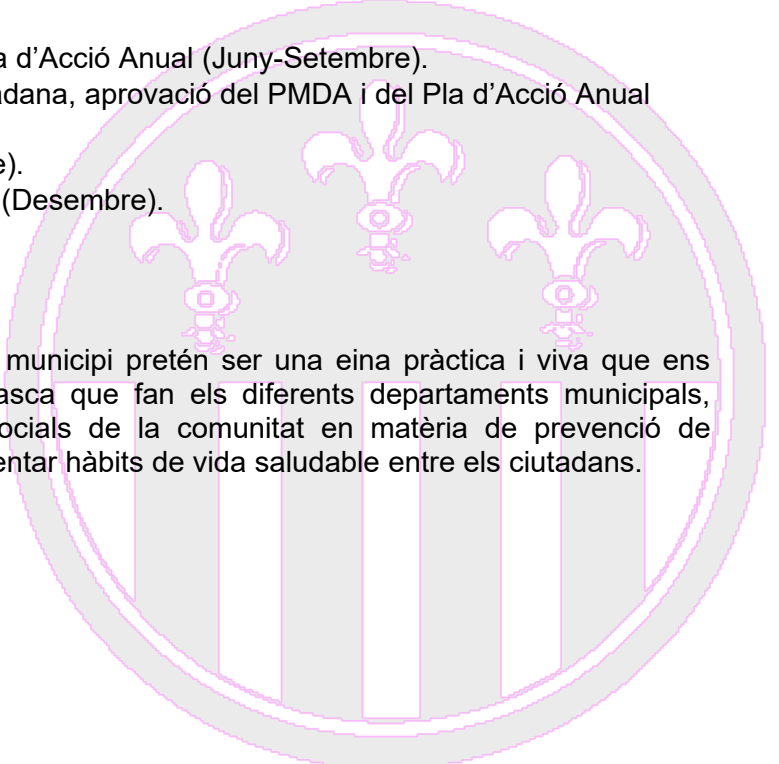 a d’Acció Anual (Juny-Setembre).
adana, aprovació del PMDA i del Pla d’Acció Anual
e).
(Desembre).
municipi pretén ser una eina pràctica i viva que ens
asca que fan els diferents departaments municipals,
ocials de la comunitat en matèria de prevenció de
entar hàbits de vida saludable entre els ciutadans.